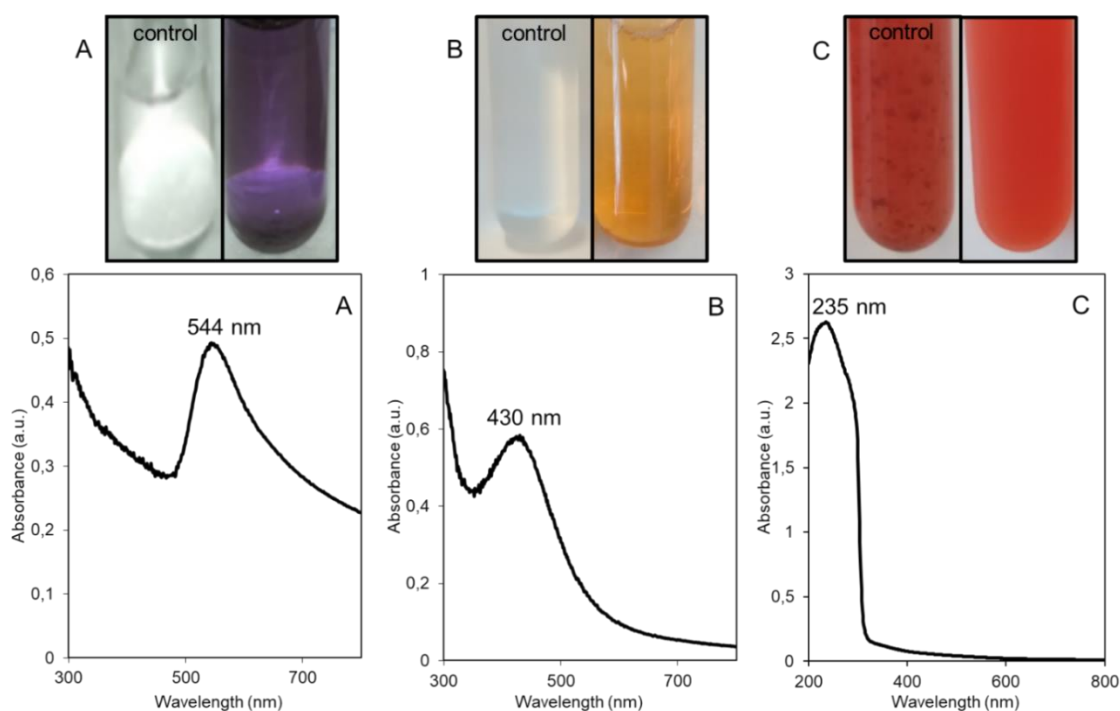 A
control
B
control
C
control
0,6
0,5
0,4
0,3
0,2
0,1
0
300
500
700
Absorbance (a.u.)
Wavelength (nm)
544 nm
A
1
0,8
0,6
0,4
0,2
0
300
500
700
Absorbance (a.u.)
Wavelength (nm)
430 nm
B
3
2,5
2
1,5
1
0,5
0
200
400
600
800
Absorbance (a.u.)
Wavelength (nm)
235 nm
C